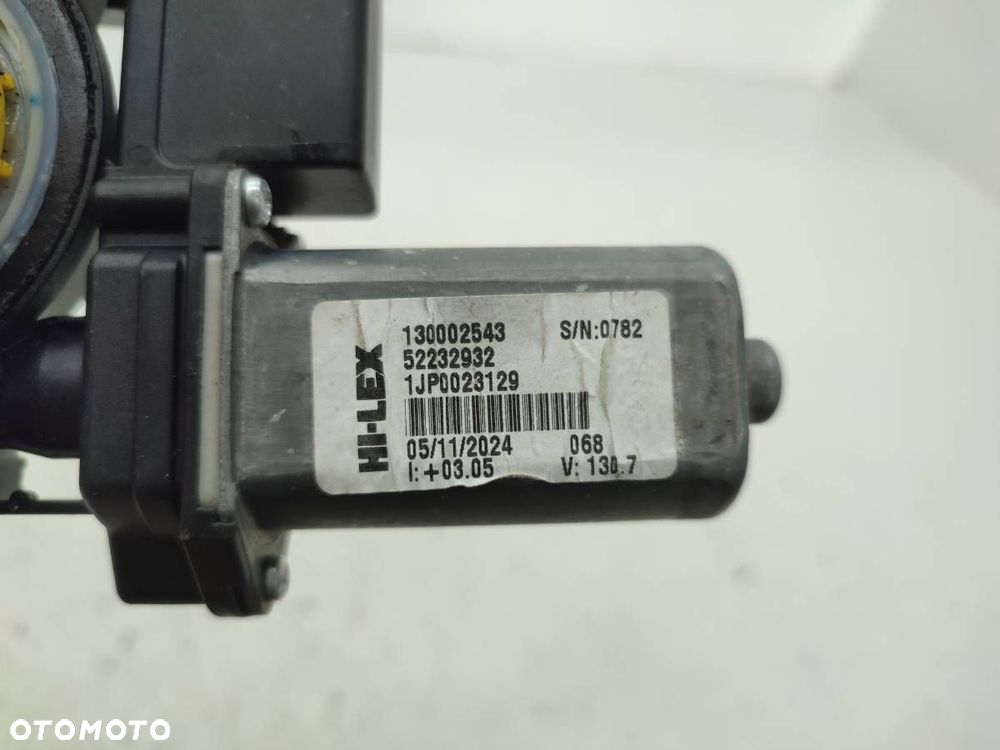 HI-LEX
130002543 S/N:0782
52232932
1JP0023129
05/11/2024 068
I:+03.05 V: 130.7
OTOMOTO